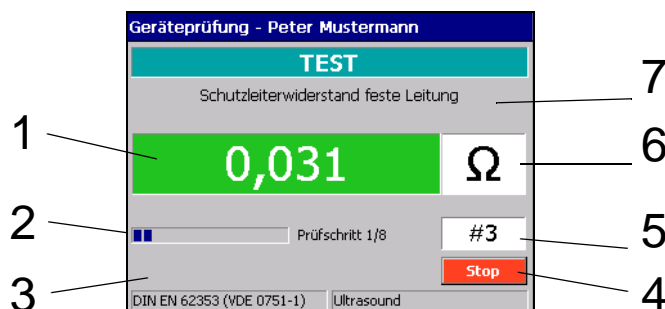 Geräteprüfung - Peter Mustermann
TEST
Schutzleiterwiderstand feste Leitung
7
1
0,031 Ω
6
2
Prüfschritt 1/8
#3
5
3
Stop
4
DIN EN 62353 (VDE 0751-1) Ultrasound